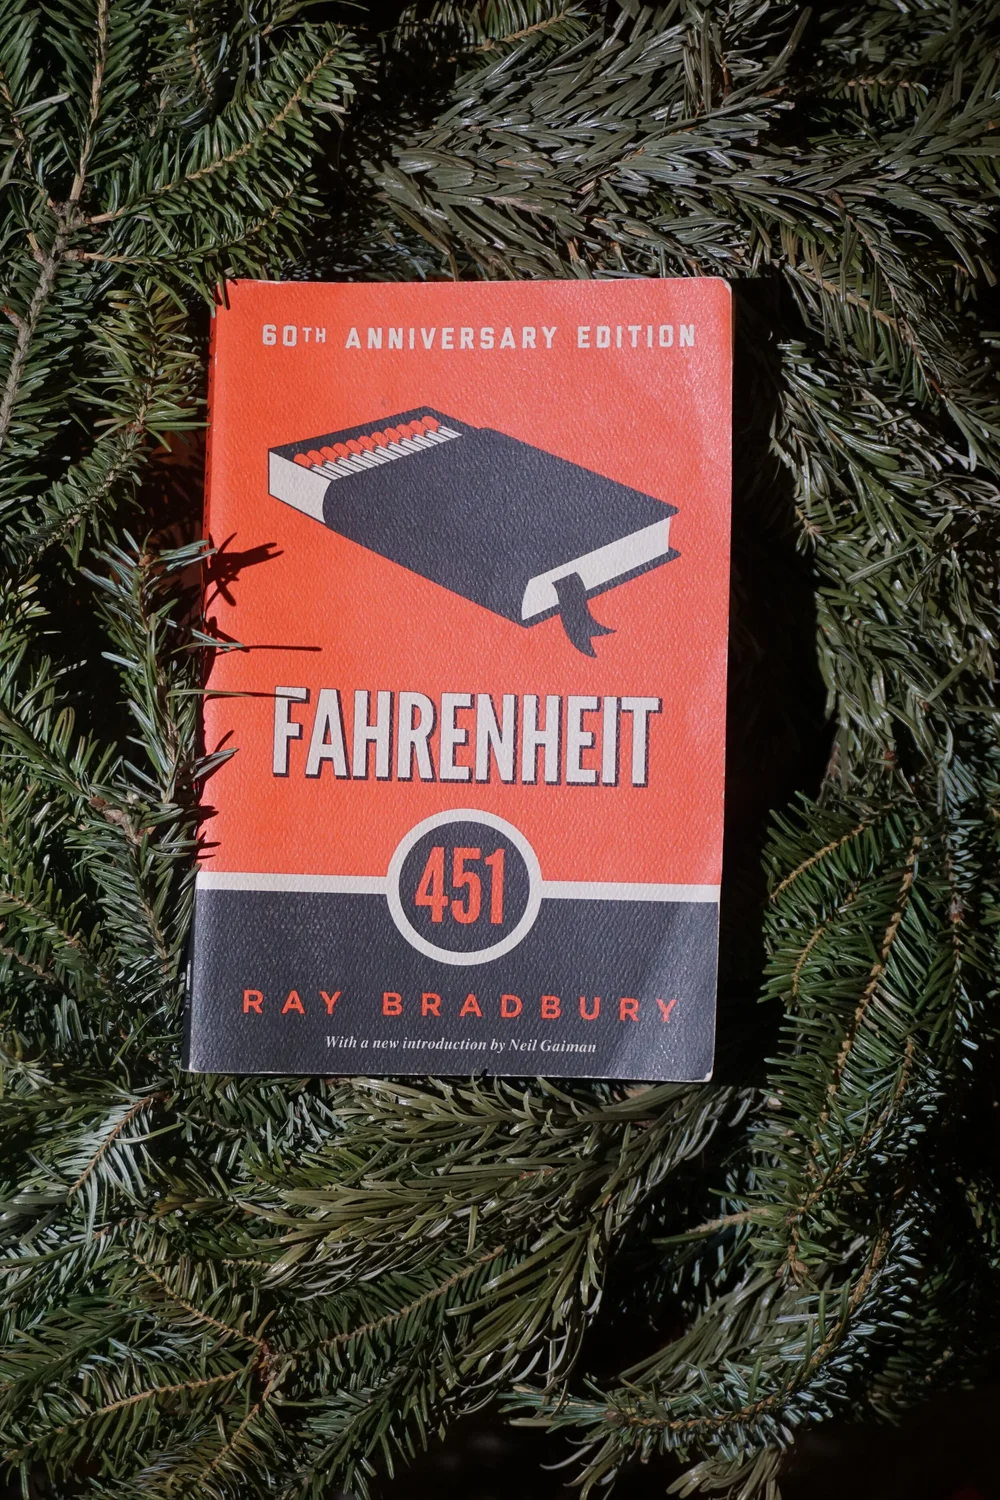 60TH ANNIVERSARY EDITION
FAHRENHEIT
451
RAY BRADBURY
With a new introduction by Neil Gaiman